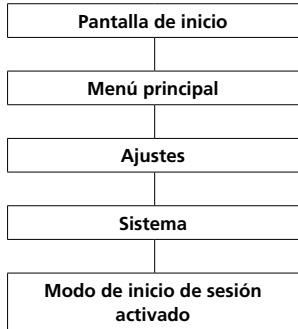 Pantalla de inicio
Menú principal
Ajustes
Sistema
Modo de inicio de sesión
activado